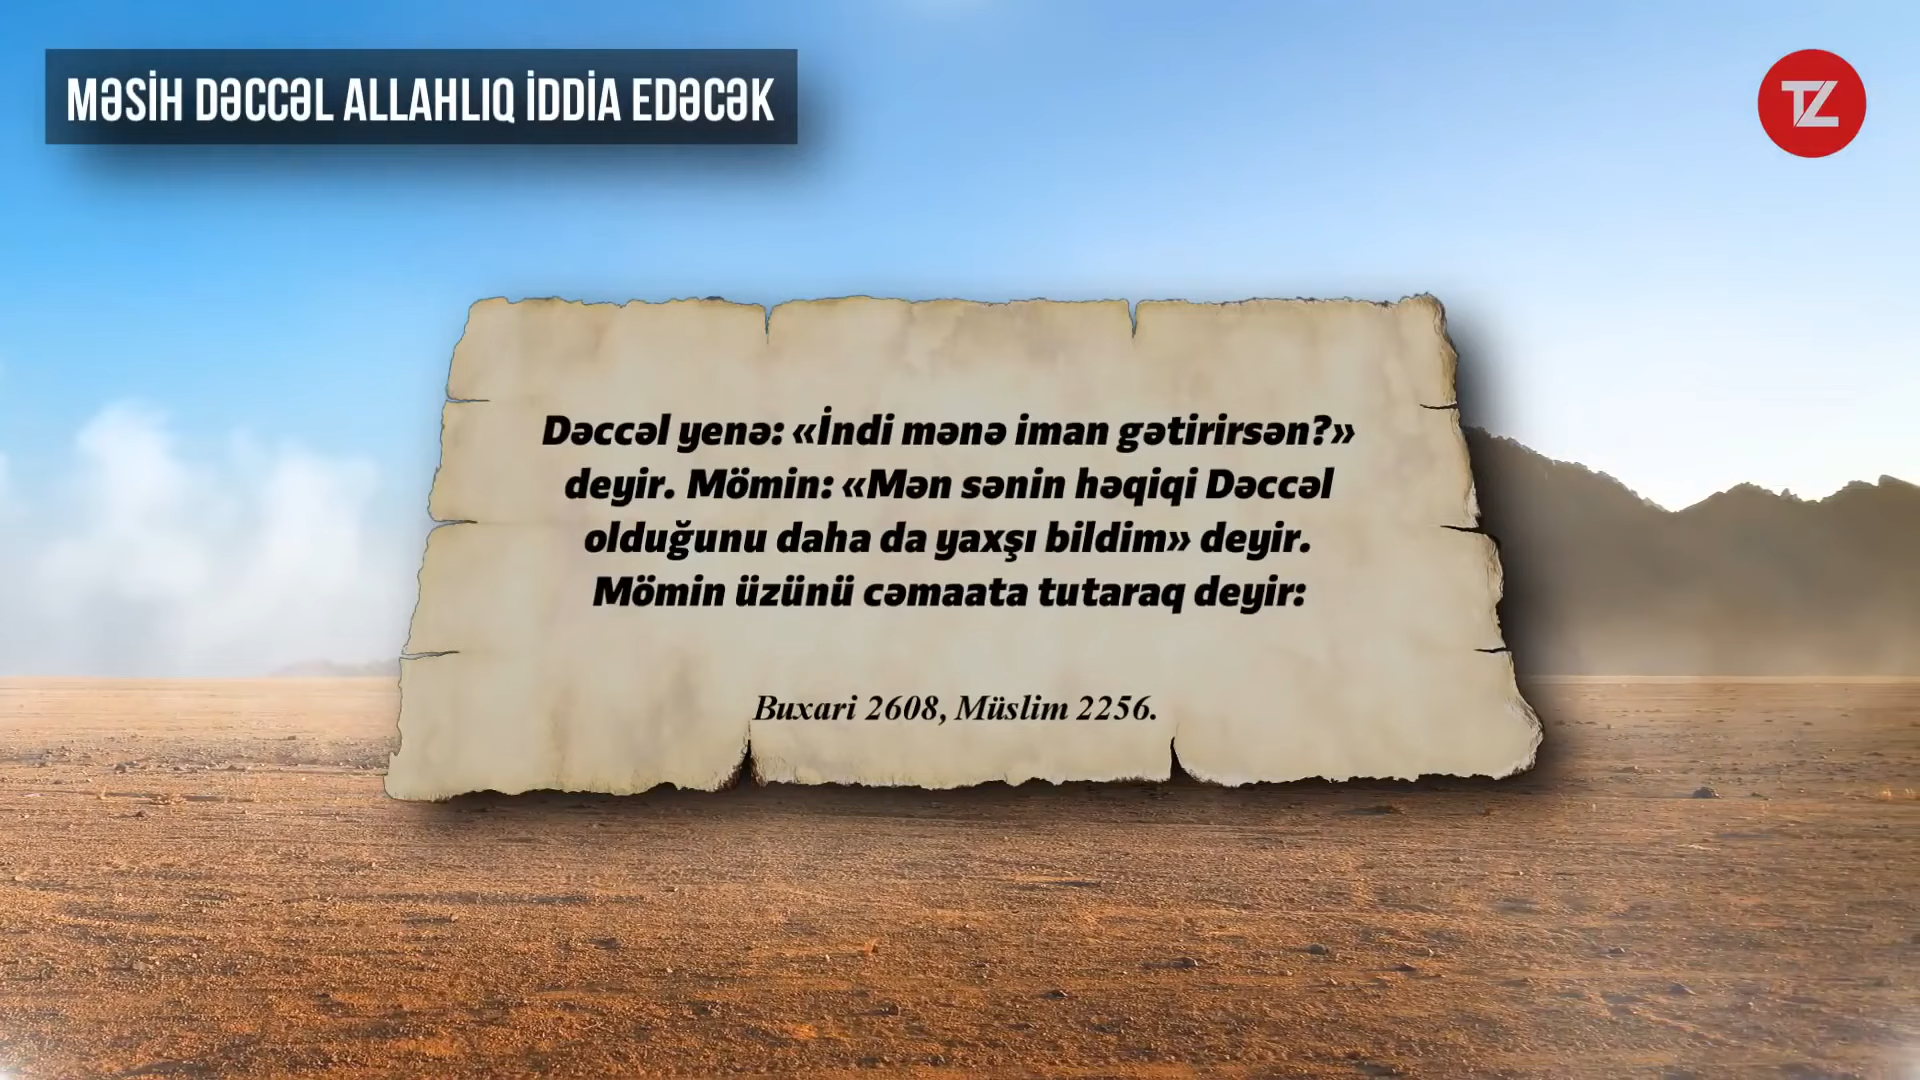 MƏSİH DƏCCƏL ALLAHLIQ İDDİA EDƏCƏK
TZ
Dəccəl yenə: «İndi mənə iman gətirirsən?»
deyir. Mömin: «Mən sənin həqiqi Dəccəl
olduğunu daha da yaxşı bildim» deyir.
Mömin üzünü cəmaata tutaraq deyir:
Buxari 2608, Müslim 2256.